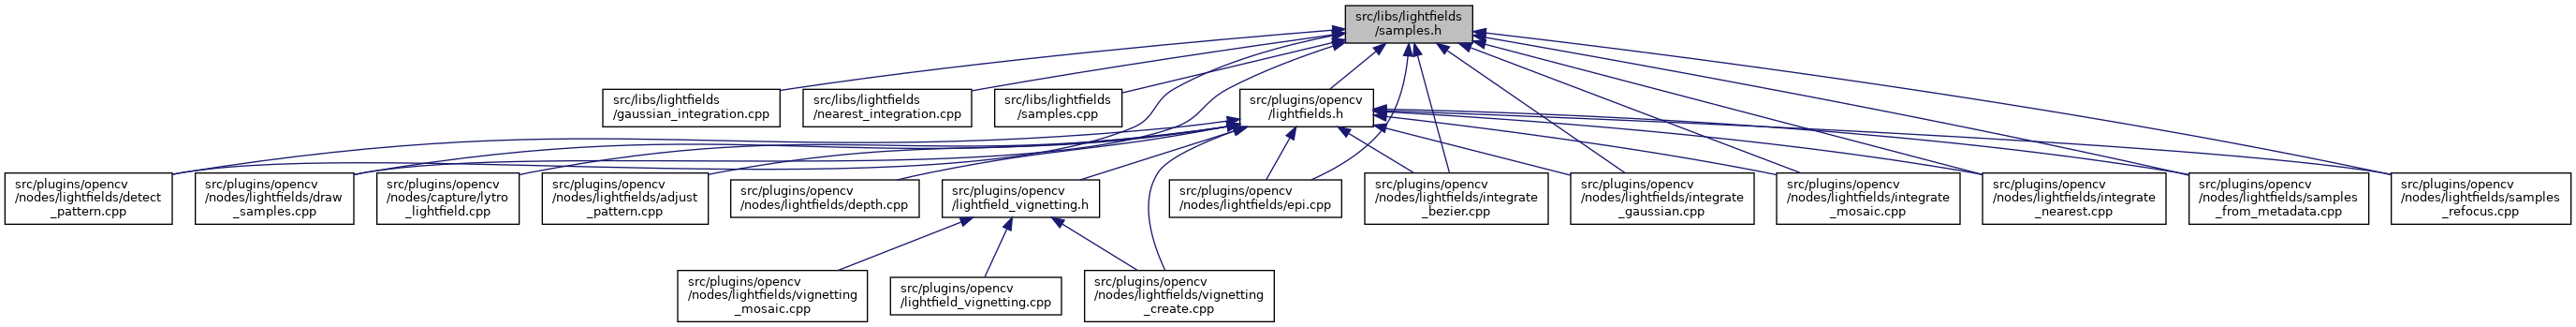 src/libs/lightfields
/samples.h
src/libs/lightfields
/gaussian_integration.cpp
src/libs/lightfields
/nearest_integration.cpp
src/libs/lightfields
/samples.cpp
src/plugins/opencv
/lightfields.h
src/plugins/opencv
/nodes/lightfields/detect
_pattern.cpp
src/plugins/opencv
/nodes/lightfields/draw
_samples.cpp
src/plugins/opencv
/nodes/capture/lytro
_lightfield.cpp
src/plugins/opencv
/nodes/lightfields/adjust
_pattern.cpp
src/plugins/opencv
/nodes/lightfields/depth.cpp
src/plugins/opencv
/lightfield_vignetting.h
src/plugins/opencv
/nodes/lightfields/epi.cpp
src/plugins/opencv
/nodes/lightfields/integrate
_bezier.cpp
src/plugins/opencv
/nodes/lightfields/integrate
_gaussian.cpp
src/plugins/opencv
/nodes/lightfields/integrate
_mosaic.cpp
src/plugins/opencv
/nodes/lightfields/integrate
_nearest.cpp
src/plugins/opencv
/nodes/lightfields/samples
_from_metadata.cpp
src/plugins/opencv
/nodes/lightfields/samples
_refocus.cpp
src/plugins/opencv
/nodes/lightfields/vignetting
_mosaic.cpp
src/plugins/opencv
/lightfield_vignetting.cpp
src/plugins/opencv
/nodes/lightfields/vignetting
_create.cpp